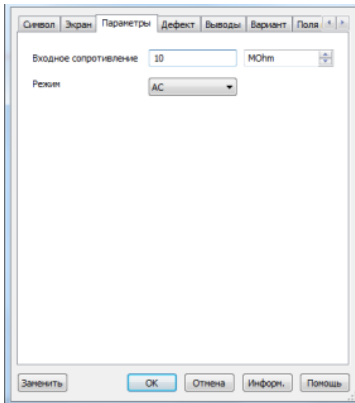 Символ Экран Параметры Дефект Выводы Вариант Поля
Входное сопротивление 10 MOhm
Режим AC
Заменить OK Отмена Информ. Помощь